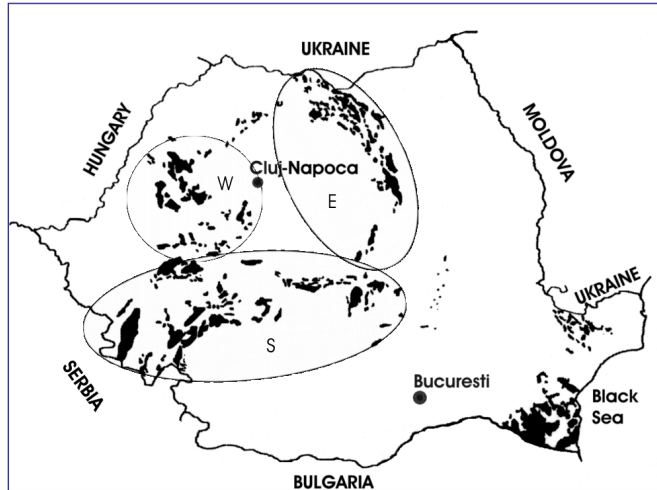 UKRAINE
HUNGARY
MOLDOVA
Cluj-Napoca
W
E
UKRAINE
S
SERBIA
Bucuresti
Black
Sea
BULGARIA